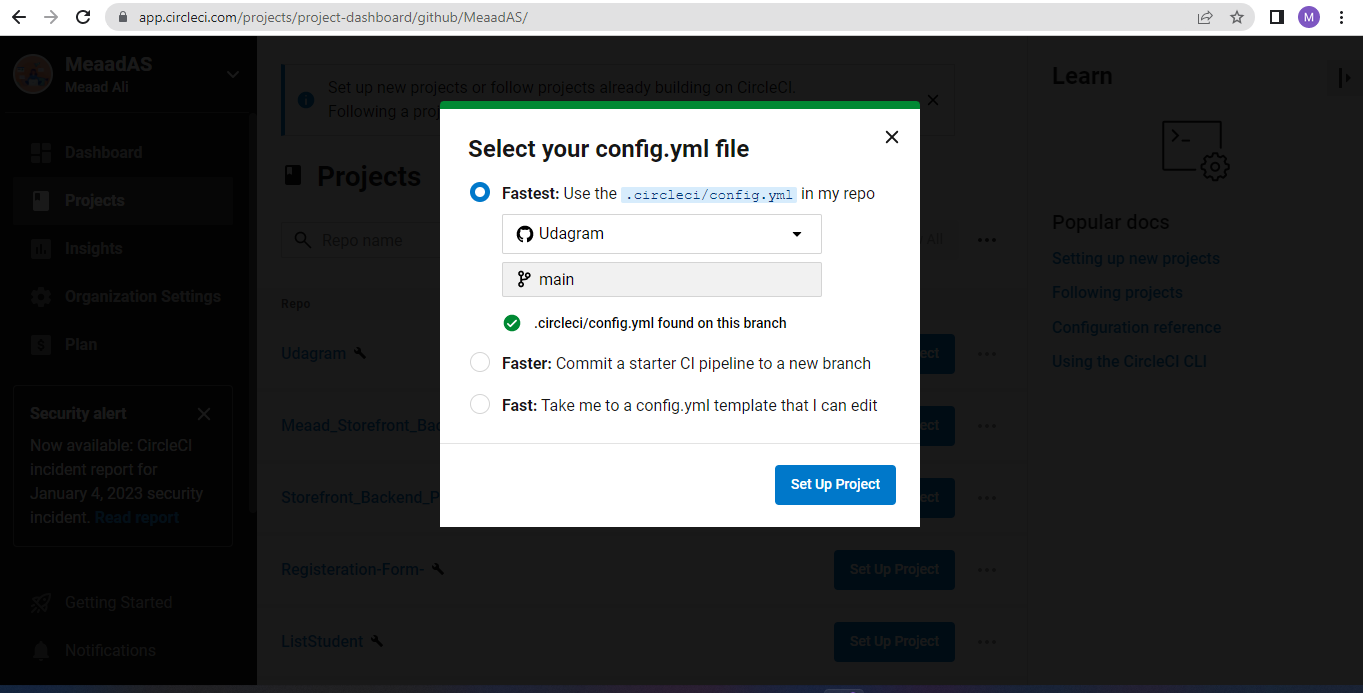 app.circleci.com/projects/project-dashboard/github/MeaadAS/
M
MeaadAS
Meaad Ali
Dashboard
Projects
Insights
Organization Settings
Plan
Security alert
Now available: CircleCI
incident report for
January 4, 2023 security
incident. Read report
Getting Started
Notifications
Set up new projects or follow projects already building on CircleCI.
Following a
Projects
Repo name
All
Repo
Udagram
Meaad_Storefront_
Storefront_Backend_
Registeration-Form-
Set Up Project
ListStudent
Set Up Project
Select your config.yml file
Fastest: Use the .circleci/config.yml in my repo
Udagram
main
.circleci/config.yml found on this branch
Faster: Commit a starter CI pipeline to a new branch
Fast: Take me to a config.yml template that I can edit
Set Up Project
Learn
Popular docs
Setting up new projects
Following projects
Configuration reference
Using the CircleCI CLI